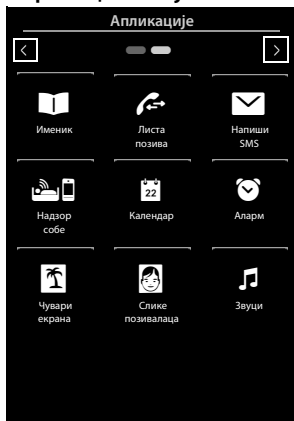 Апликације
Именик
Листа
позива
Напиши
SMS
Надзор
собе
22
Календар
Аларм
Чувари
екрана
Слике
позивалаца
Звуци